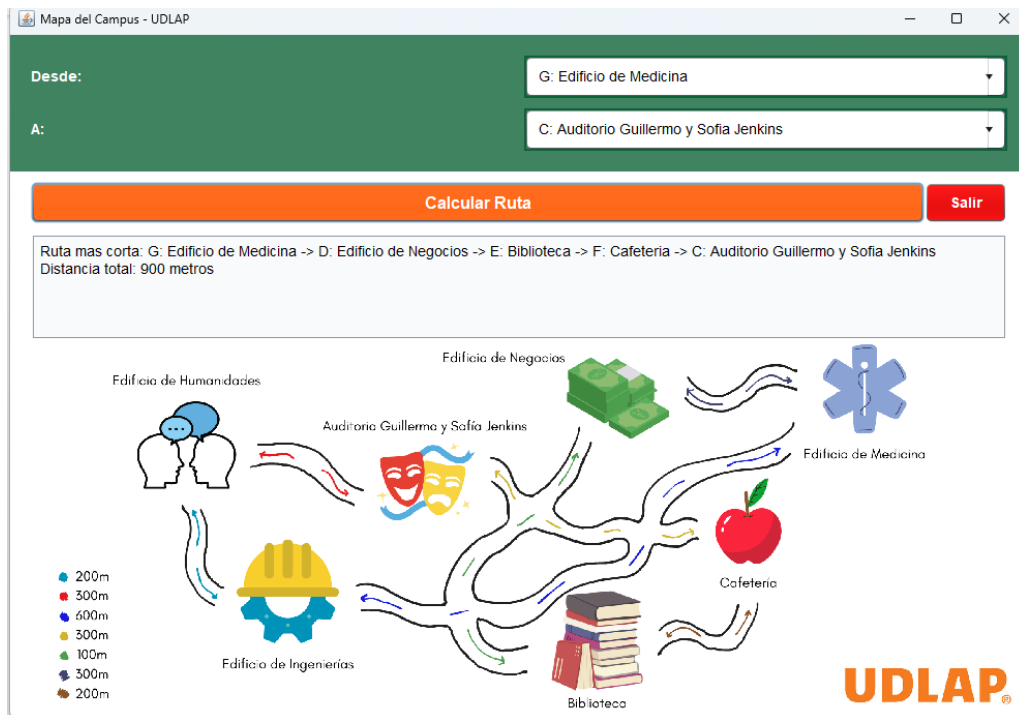 Mapa del Campus - UDLAP
Desde:
G: Edificio de Medicina
A:
C: Auditorio Guillermo y Sofia Jenkins
Calcular Ruta
Salir
Ruta mas corta: G: Edificio de Medicina -> D: Edificio de Negocios -> E: Biblioteca -> F: Cafeteria -> C: Auditorio Guillermo y Sofia Jenkins
Distancia total: 900 metros
Edificio de Negocios
Edificio de Humanidades
Auditorio Guillermo y Sofía Jenkins
Edificio de Medicina
Cafetería
200m
300m
600m
300m
100m
300m
200m
Edificio de Ingenierías
Biblioteca
UDLAP®